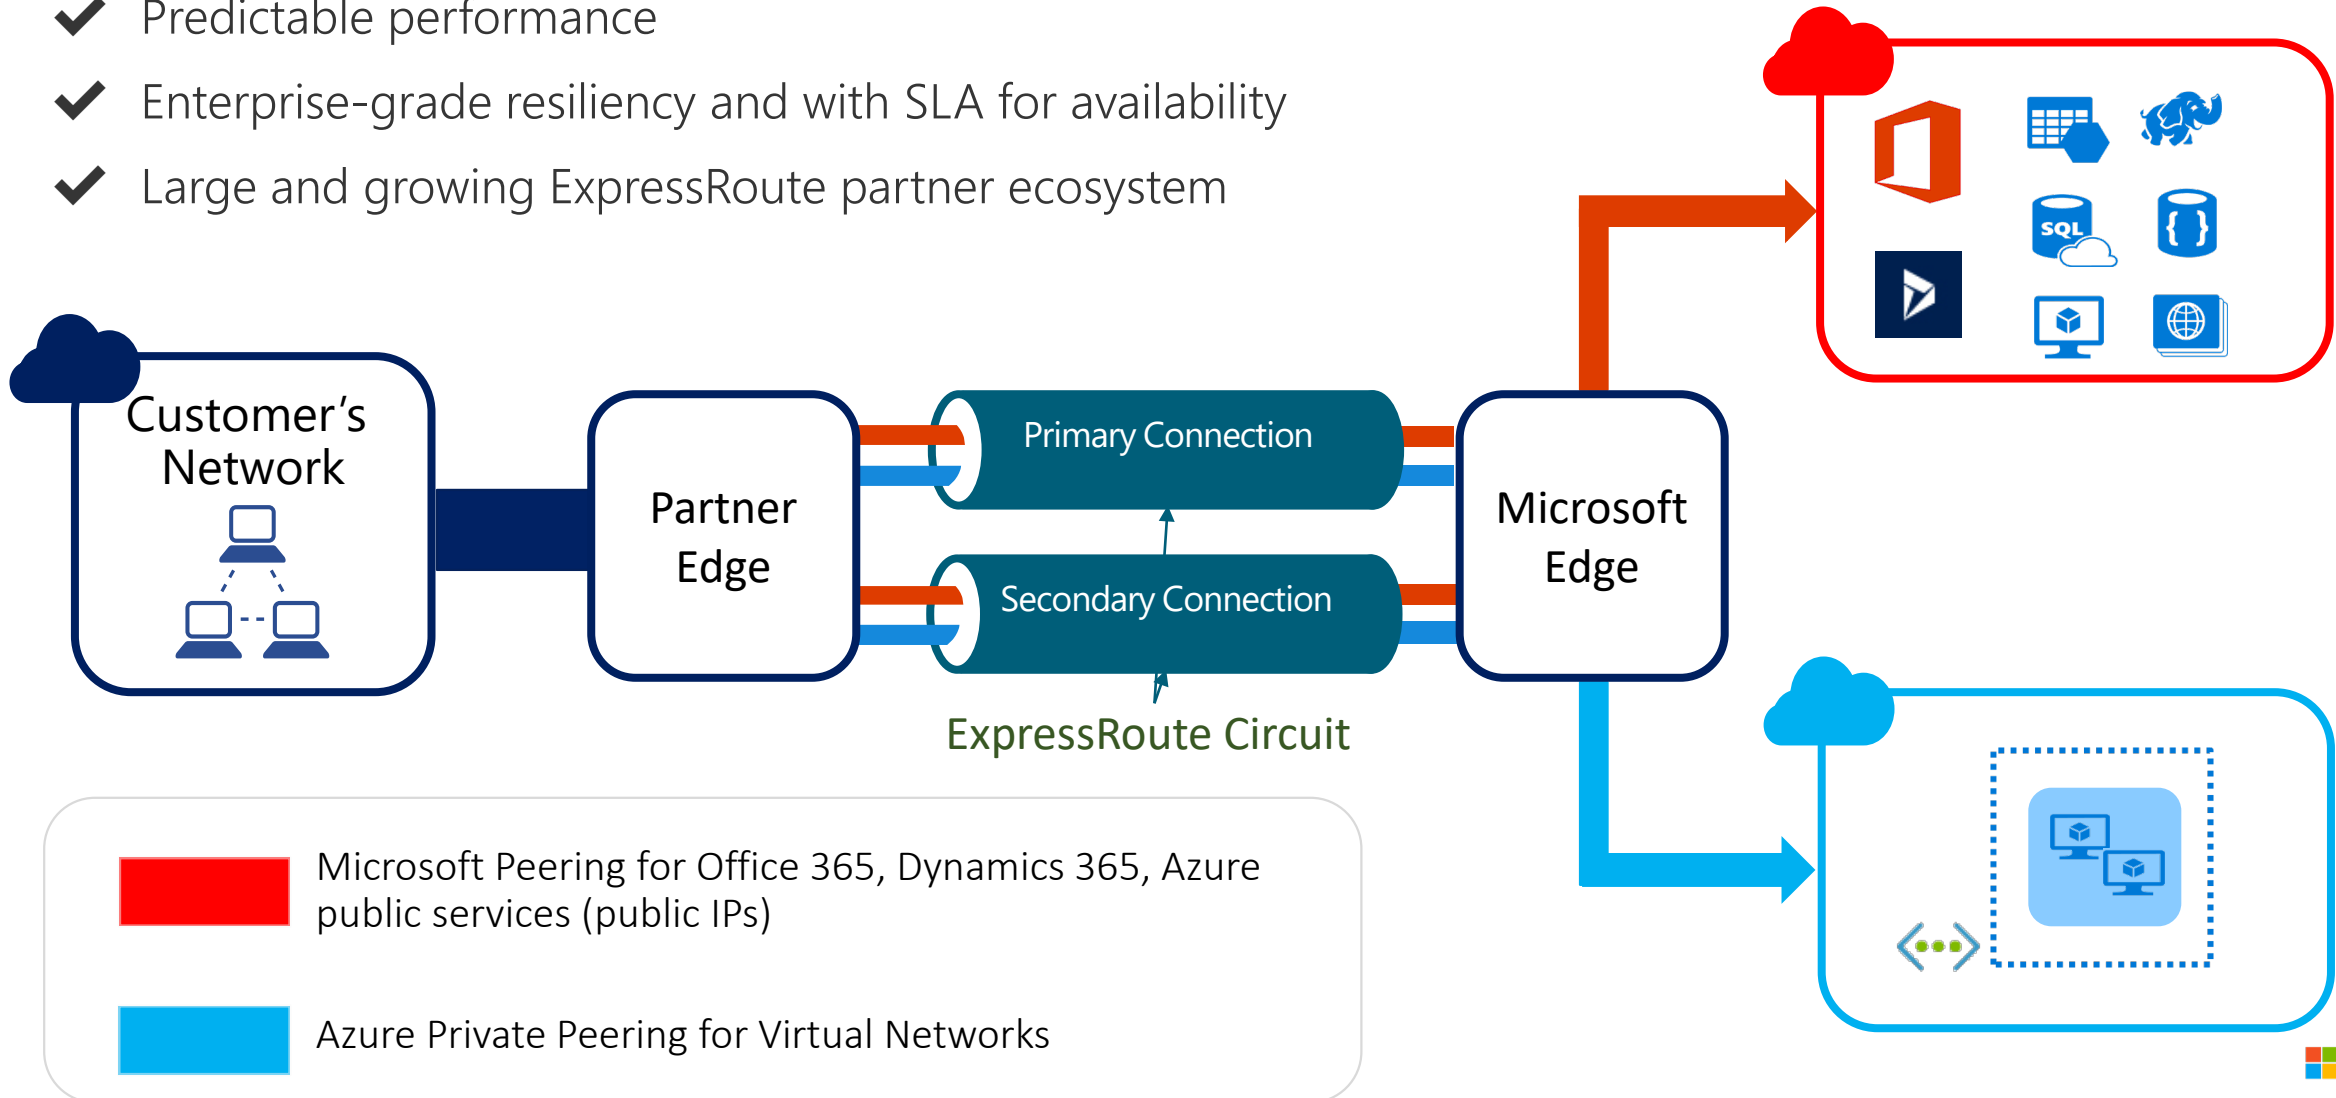 Predictable performance
Enterprise-grade resiliency and with SLA for availability
Large and growing ExpressRoute partner ecosystem
SQL
{ }
Customer’s
Network
Partner
Edge
Primary Connection
Secondary Connection
Microsoft
Edge
ExpressRoute Circuit
Microsoft Peering for Office 365, Dynamics 365, Azure
public services (public IPs)
Azure Private Peering for Virtual Networks